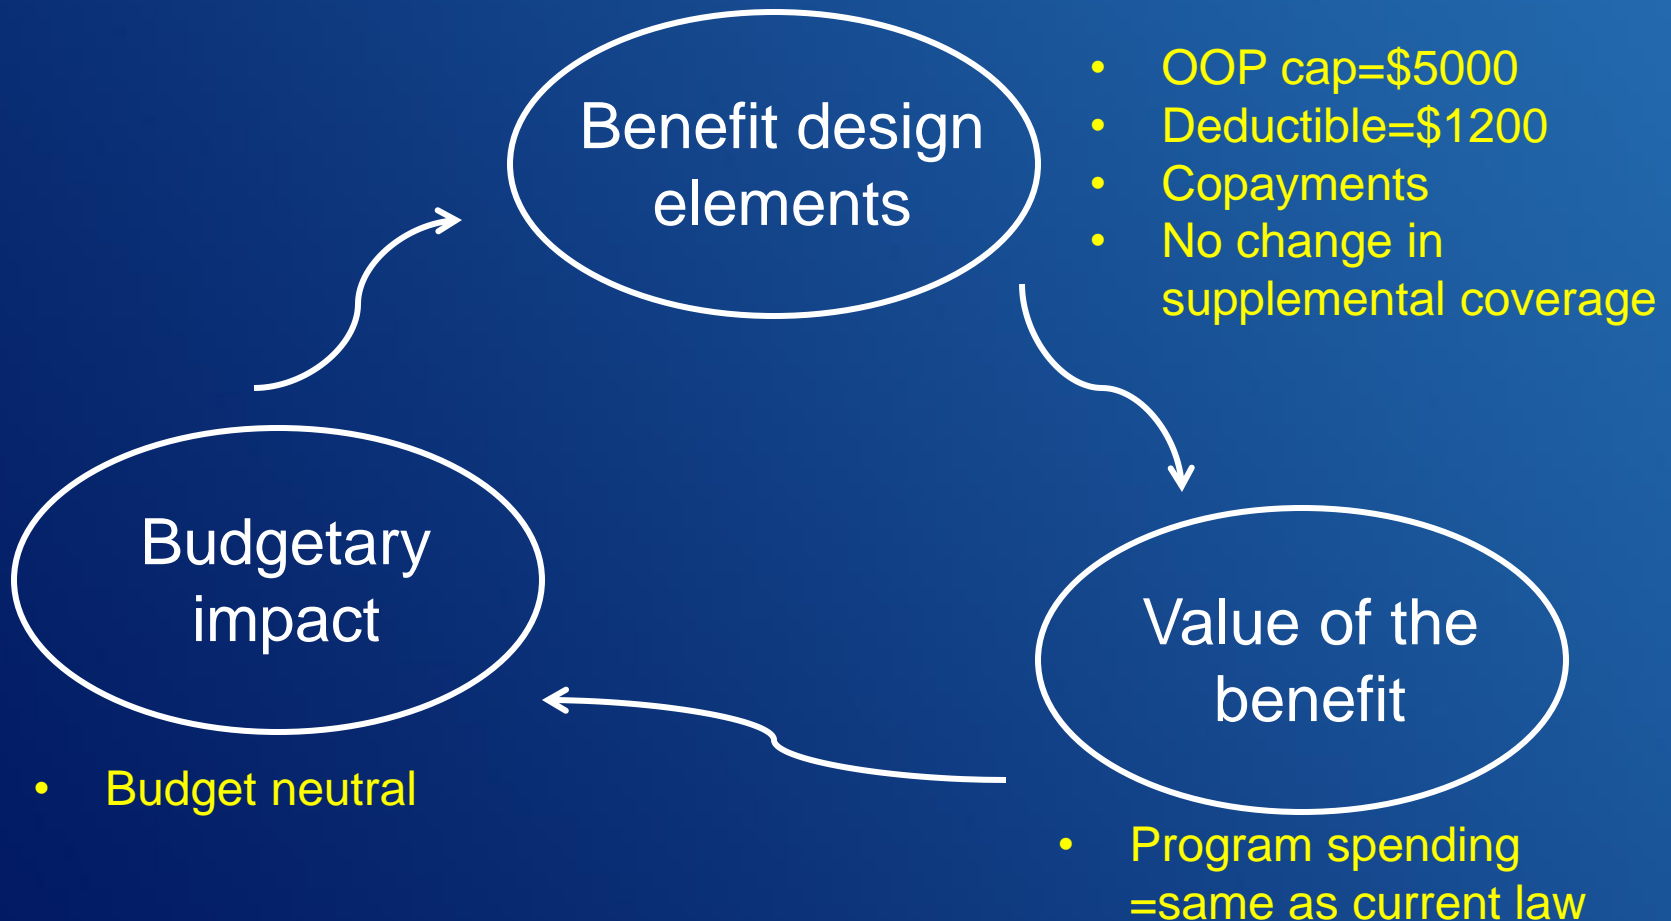 Benefit design
elements
• OOP cap=$5000
• Deductible=$1200
• Copayments
• No change in
supplemental coverage
Budgetary
impact
• Budget neutral
Value of the
benefit
• Program spending
=same as current law